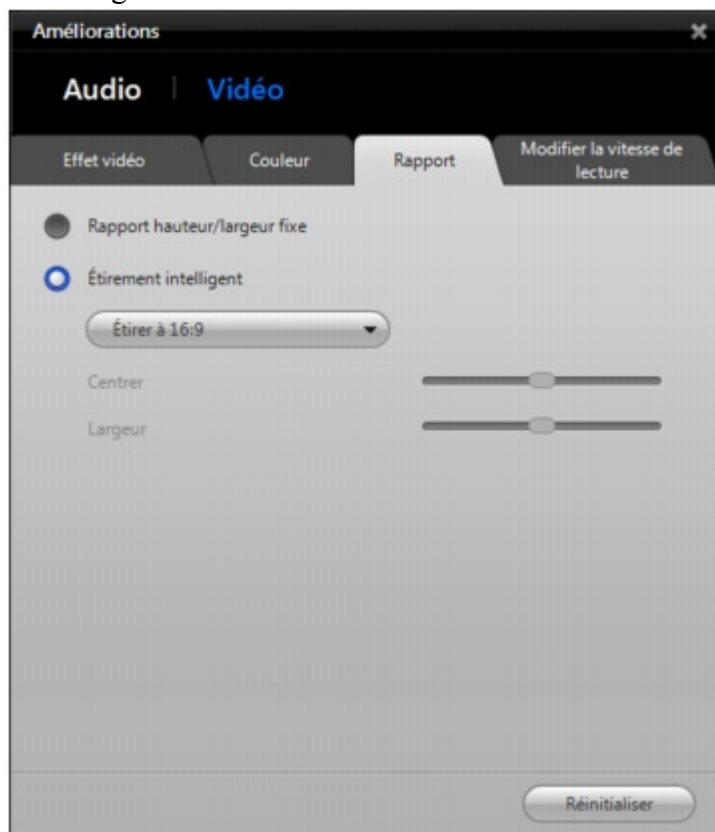 Améliorations
Audio | Vidéo
Effet vidéo
Couleur
Rapport
Modifier la vitesse de
lecture
Rapport hauteur/largeur fixe
Étirement intelligent
Étirer à 16:9
Centrer
Largeur
Réinitialiser